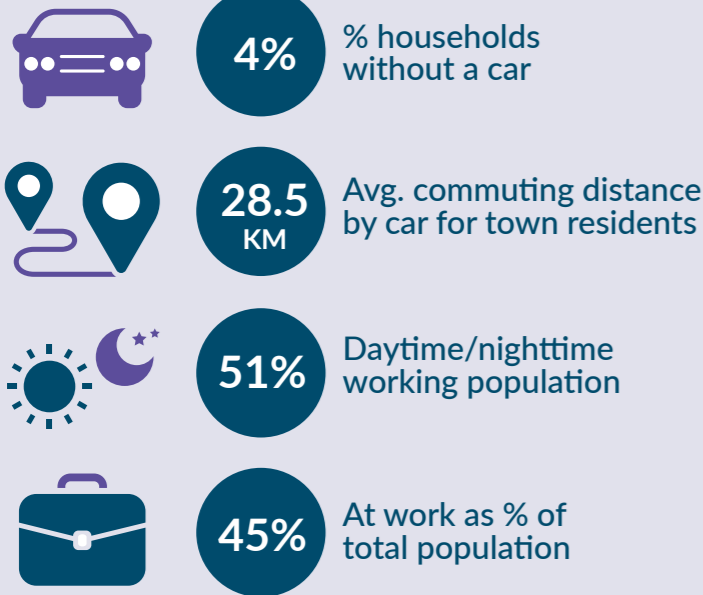 4%
% households
without a car
28.5
KM
Avg. commuting distance
by car for town residents
51%
Daytime/nighttime
working population
45%
At work as % of
total population